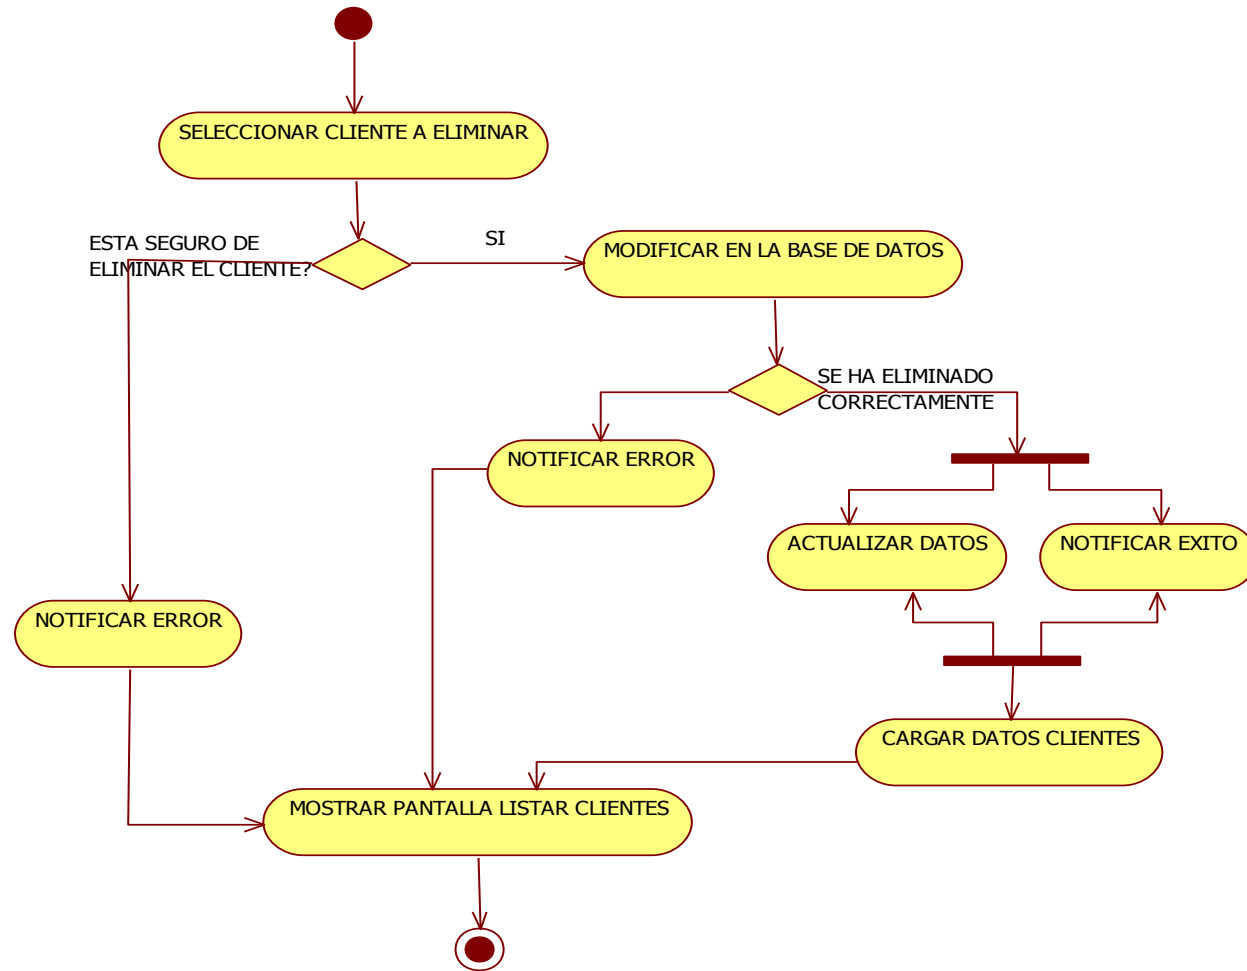 SELECCIONAR CLIENTE A ELIMINAR
ESTA SEGURO DE
ELIMINAR EL CLIENTE?
SI
MODIFICAR EN LA BASE DE DATOS
SE HA ELIMINADO
CORRECTAMENTE
NOTIFICAR ERROR
ACTUALIZAR DATOS
NOTIFICAR EXITO
NOTIFICAR ERROR
CARGAR DATOS CLIENTES
MOSTRAR PANTALLA LISTAR CLIENTES